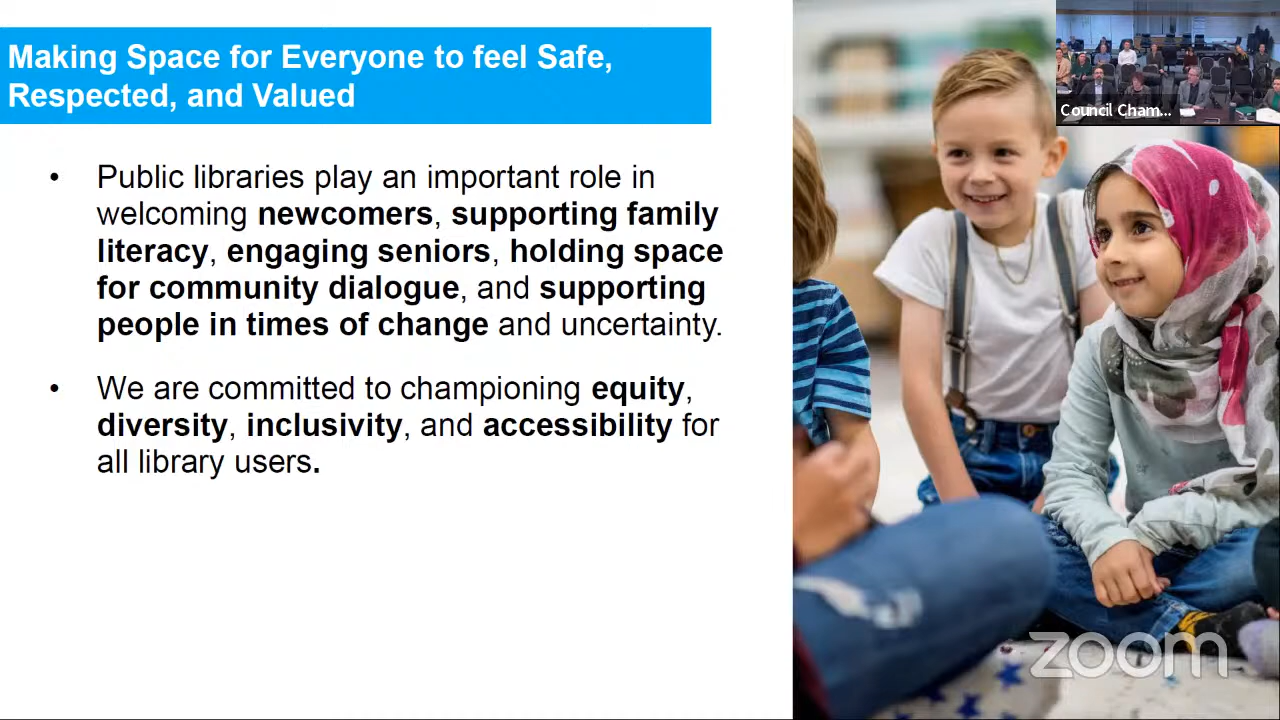 Making Space for Everyone to feel Safe,
Respected, and Valued
Council Cham...
• Public libraries play an important role in
welcoming newcomers, supporting family
literacy, engaging seniors, holding space
for community dialogue, and supporting
people in times of change and uncertainty.
• We are committed to championing equity,
diversity, inclusivity, and accessibility for
all library users.
zoom